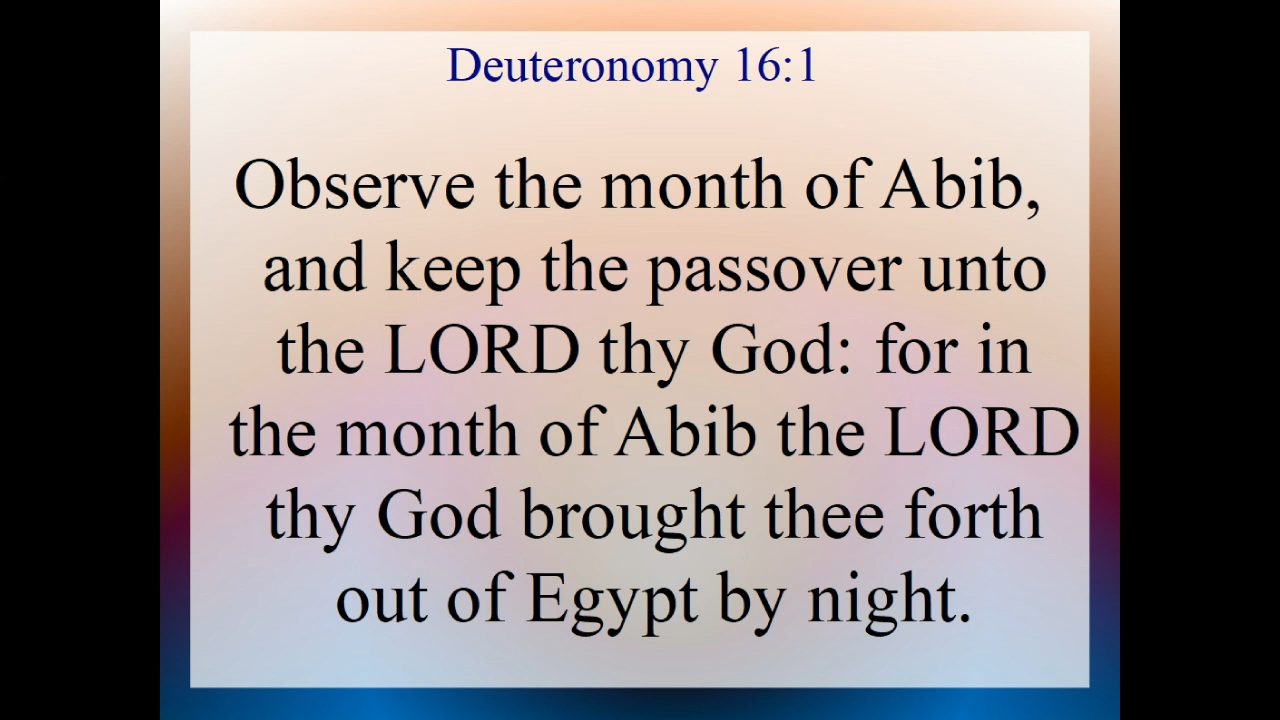 Deuteronomy 16:1
Observe the month of Abib,
and keep the passover unto
the LORD thy God: for in
the month of Abib the LORD
thy God brought thee forth
out of Egypt by night.